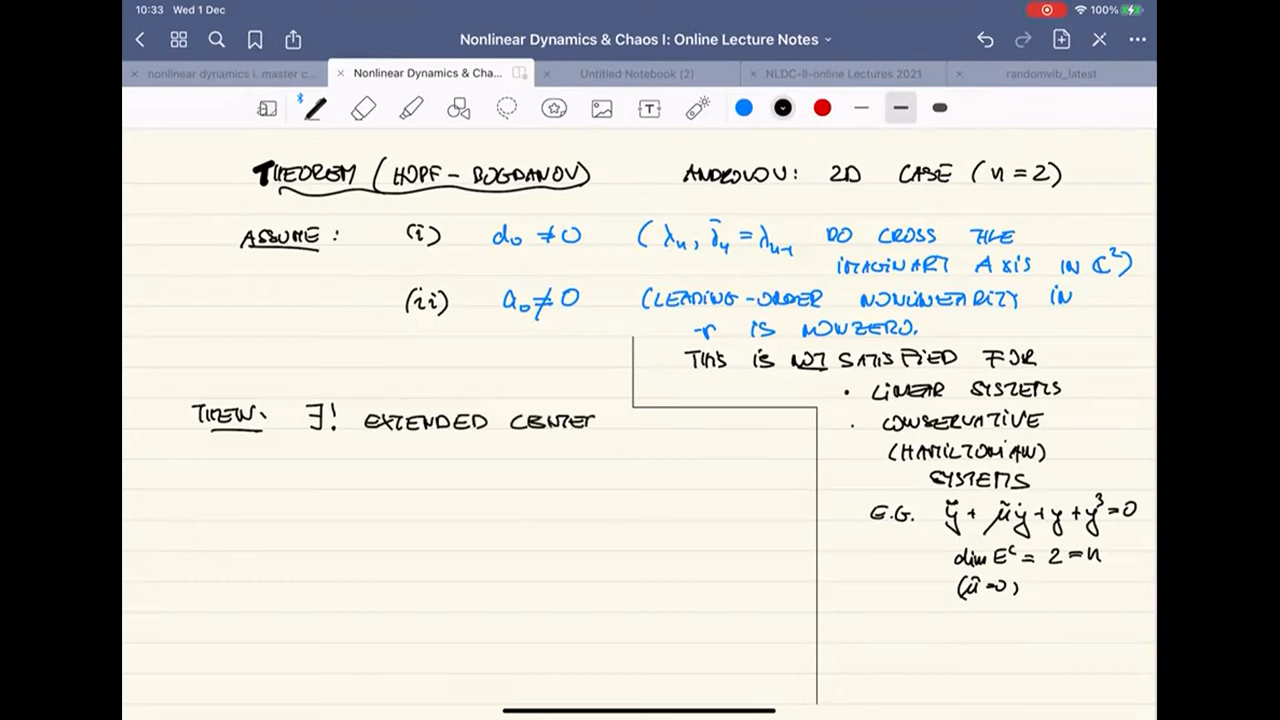 10:33 Wed 1 Dec
100%
Nonlinear Dynamics & Chaos I: Online Lecture Notes
nonlinear dynamics i. master c...
Nonlinear Dynamics & Cha...
Untitled Notebook (2)
NLDC-II-online Lectures 2021
randomvib_latest
THEOREM (HOPF - BOGDANOV) ANDRONOV: 2D CASE (n=2)
ASSUME: (i) d₀ ≠ 0 (λₙ, λ̄ₙ = λₙ₋₁ DO CROSS THE
IMAGINARY AXIS IN ℂ²)
(ii) a₀ ≠ 0 (LEADING-ORDER NONLINEARITY IN
r IS NONZERO.
THIS IS NOT SATISFIED FOR
• LINEAR SYSTEMS
THEN: ∃! EXTENDED CENTER
• CONSERVATIVE
(HAMILTONIAN)
SYSTEMS
E.G. ÿ + μ̃ẏ + y + y³ = 0
dim Eᶜ = 2 = n
(μ̃ = 0)